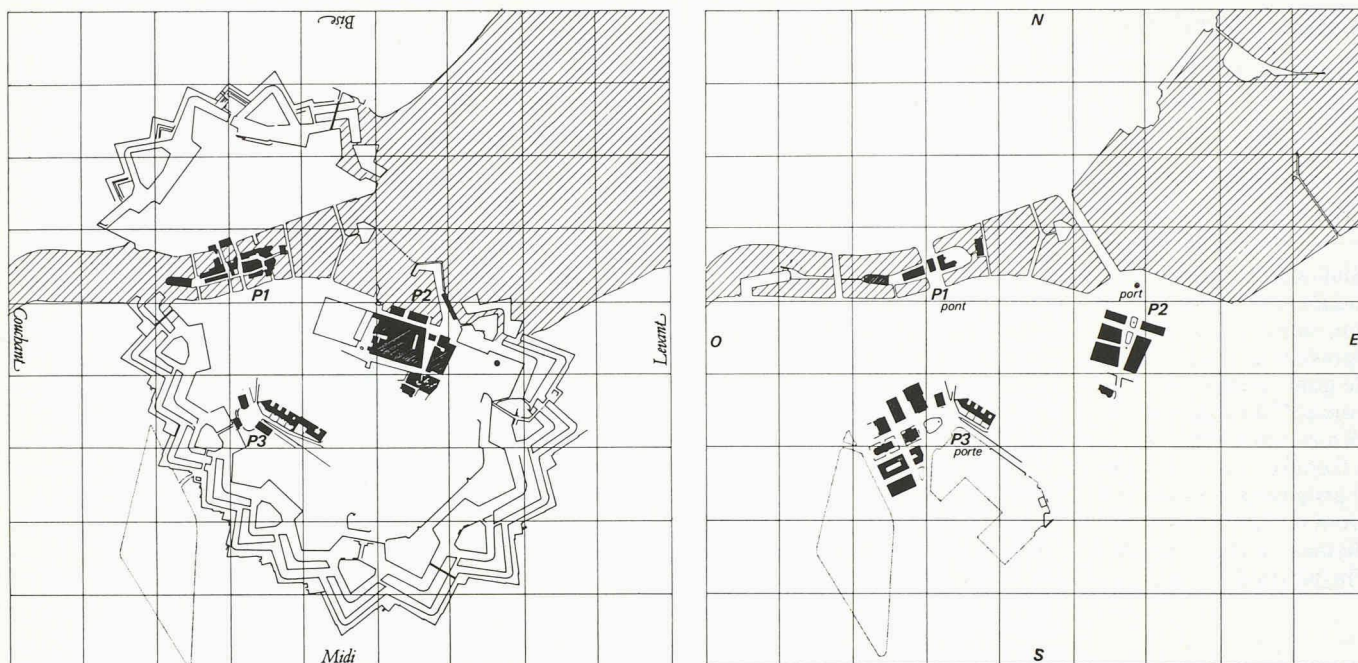 Bise
P1
P2
Couchant
Levant
P3
Midi
N
P1
pont
port
P2
O
E
P3
porte
S